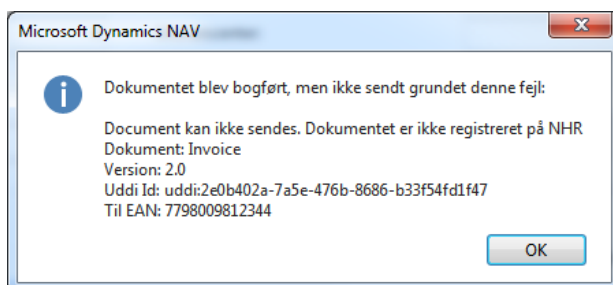 Microsoft Dynamics NAV
Dokumentet blev bogført, men ikke sendt grundet denne fejl:
Document kan ikke sendes. Dokumentet er ikke registreret på NHR
Dokument: Invoice
Version: 2.0
Uddi Id: uddi:2e0b402a-7a5e-476b-8686-b33f54fd1f47
Til EAN: 7798009812344
OK